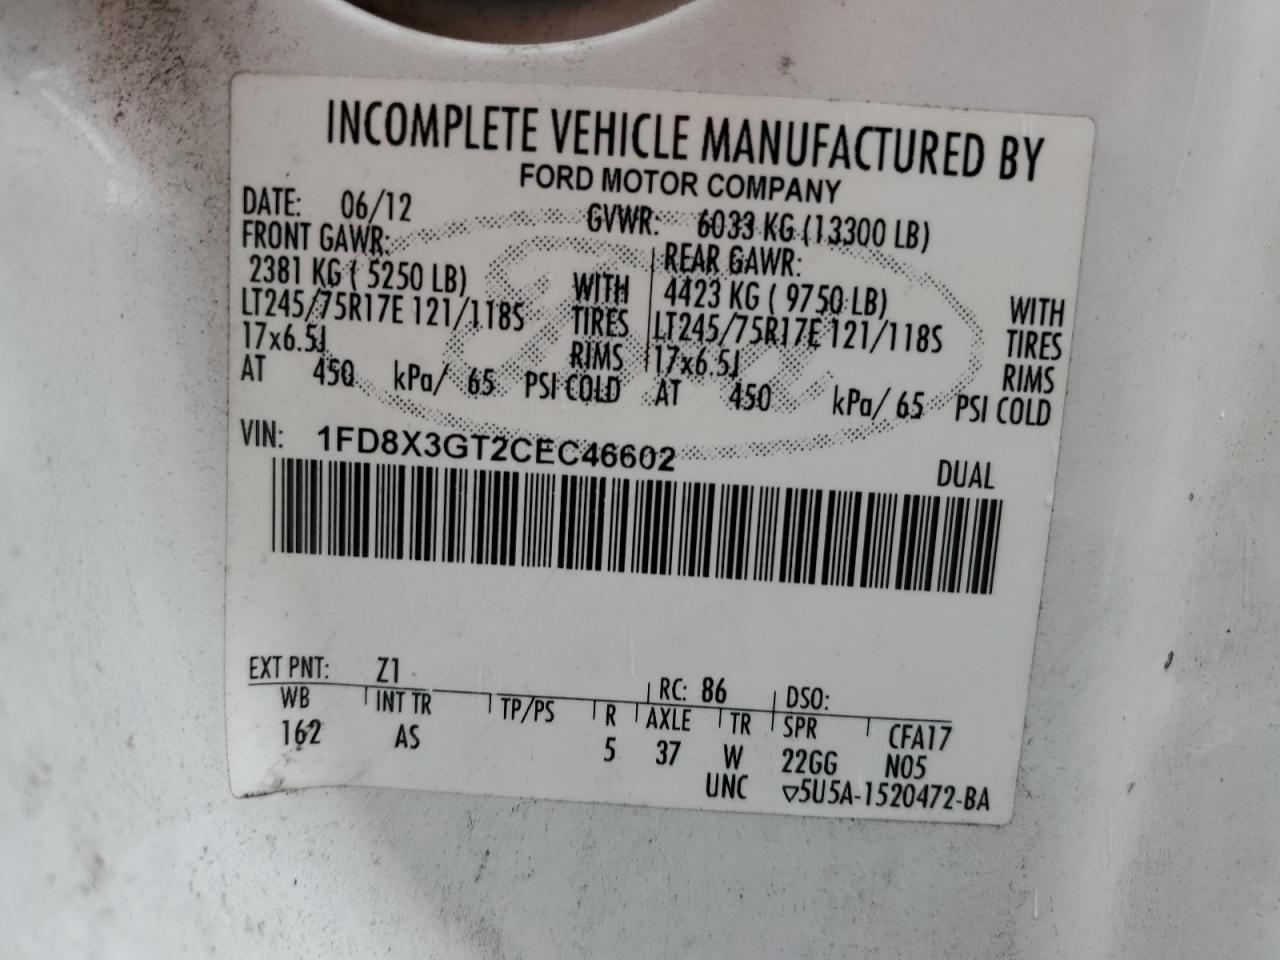 INCOMPLETE VEHICLE MANUFACTURED BY
FORD MOTOR COMPANY
DATE: 06/12 GVWR: 6033 KG (13300 LB)
FRONT GAWR: REAR GAWR:
2381 KG ( 5250 LB) WITH 4423 KG ( 9750 LB) WITH
LT245/75R17E 121/118S TIRES LT245/75R17E 121/118S TIRES
17x6.5J RIMS 17x6.5J RIMS
AT 450 kPa/ 65 PSI COLD AT 450 kPa/ 65 PSI COLD
VIN: 1FD8X3GT2CEC46602
DUAL
EXT PNT: Z1 RC: 86 DSO:
WB INT TR TP/PS R AXLE TR SPR CFA17
162 AS 5 37 W 22GG N05
UNC ▽5U5A-1520472-BA
Ford